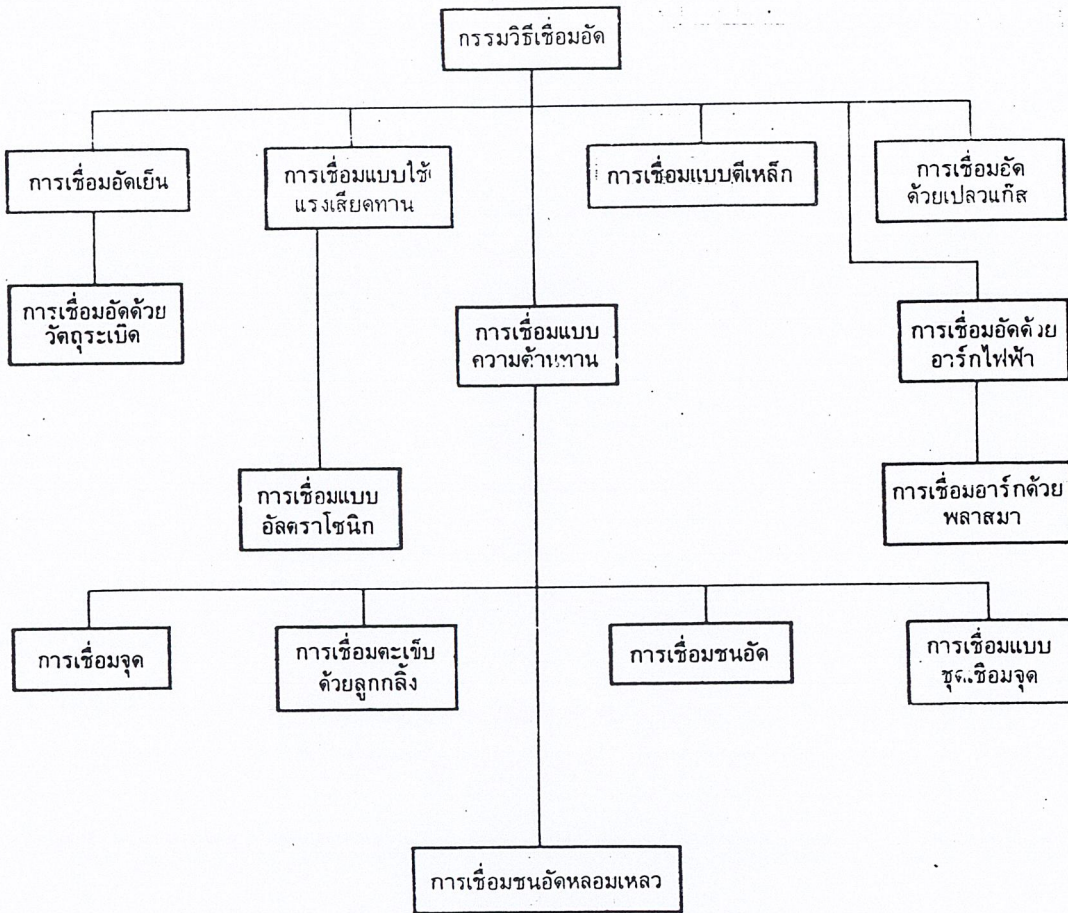 กรรมวิธีเชื่อมอัด
การเชื่อมอัดเย็น
การเชื่อมแบบใช้
แรงเสียดทาน
การเชื่อมแบบตีเหล็ก
การเชื่อมอัด
ด้วยเปลวแก๊ส
การเชื่อมอัดด้วย
วัตถุระเบิด
การเชื่อมแบบ
ความต้านทาน
การเชื่อมอัดด้วย
อาร์กไฟฟ้า
การเชื่อมแบบ
อัลตราโซนิก
การเชื่อมอาร์กด้วย
พลาสมา
การเชื่อมจุด
การเชื่อมตะเข็บ
ด้วยลูกกลิ้ง
การเชื่อมชนอัด
การเชื่อมแบบ
ชุดเชื่อมจุด
การเชื่อมชนอัดหลอมเหลว